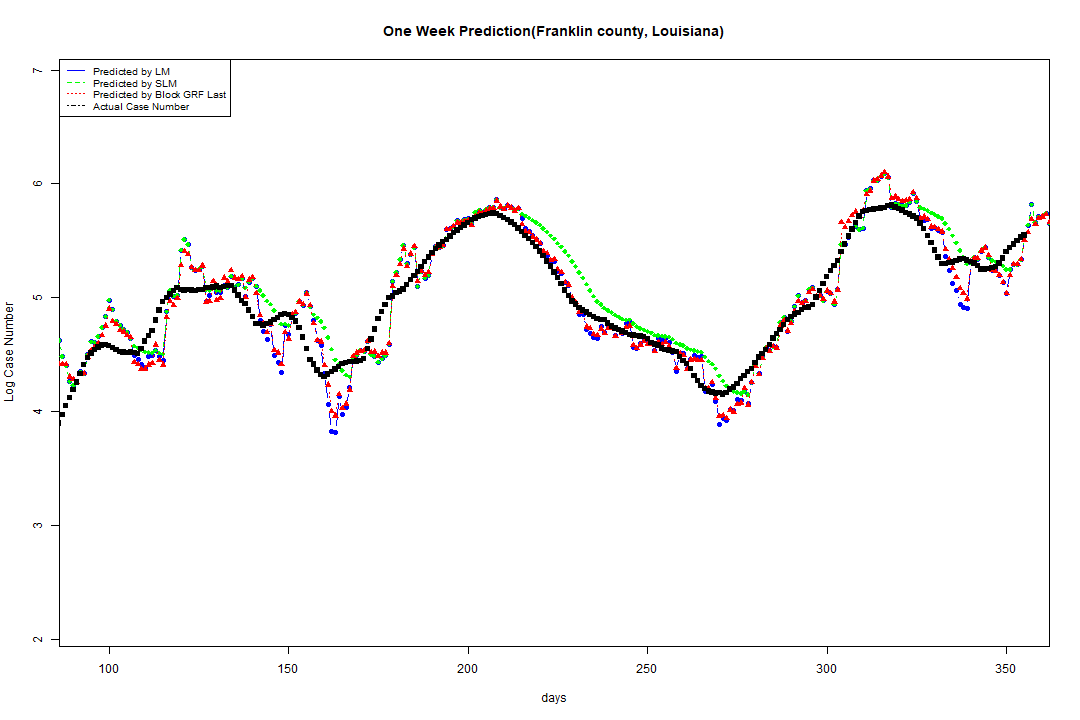 One Week Prediction(Franklin county, Louisiana)
Predicted by LM
Predicted by SLM
Predicted by Block GRF Last
Actual Case Number
7
6
5
4
3
2
Log Case Number
100 150 200 250 300 350
days